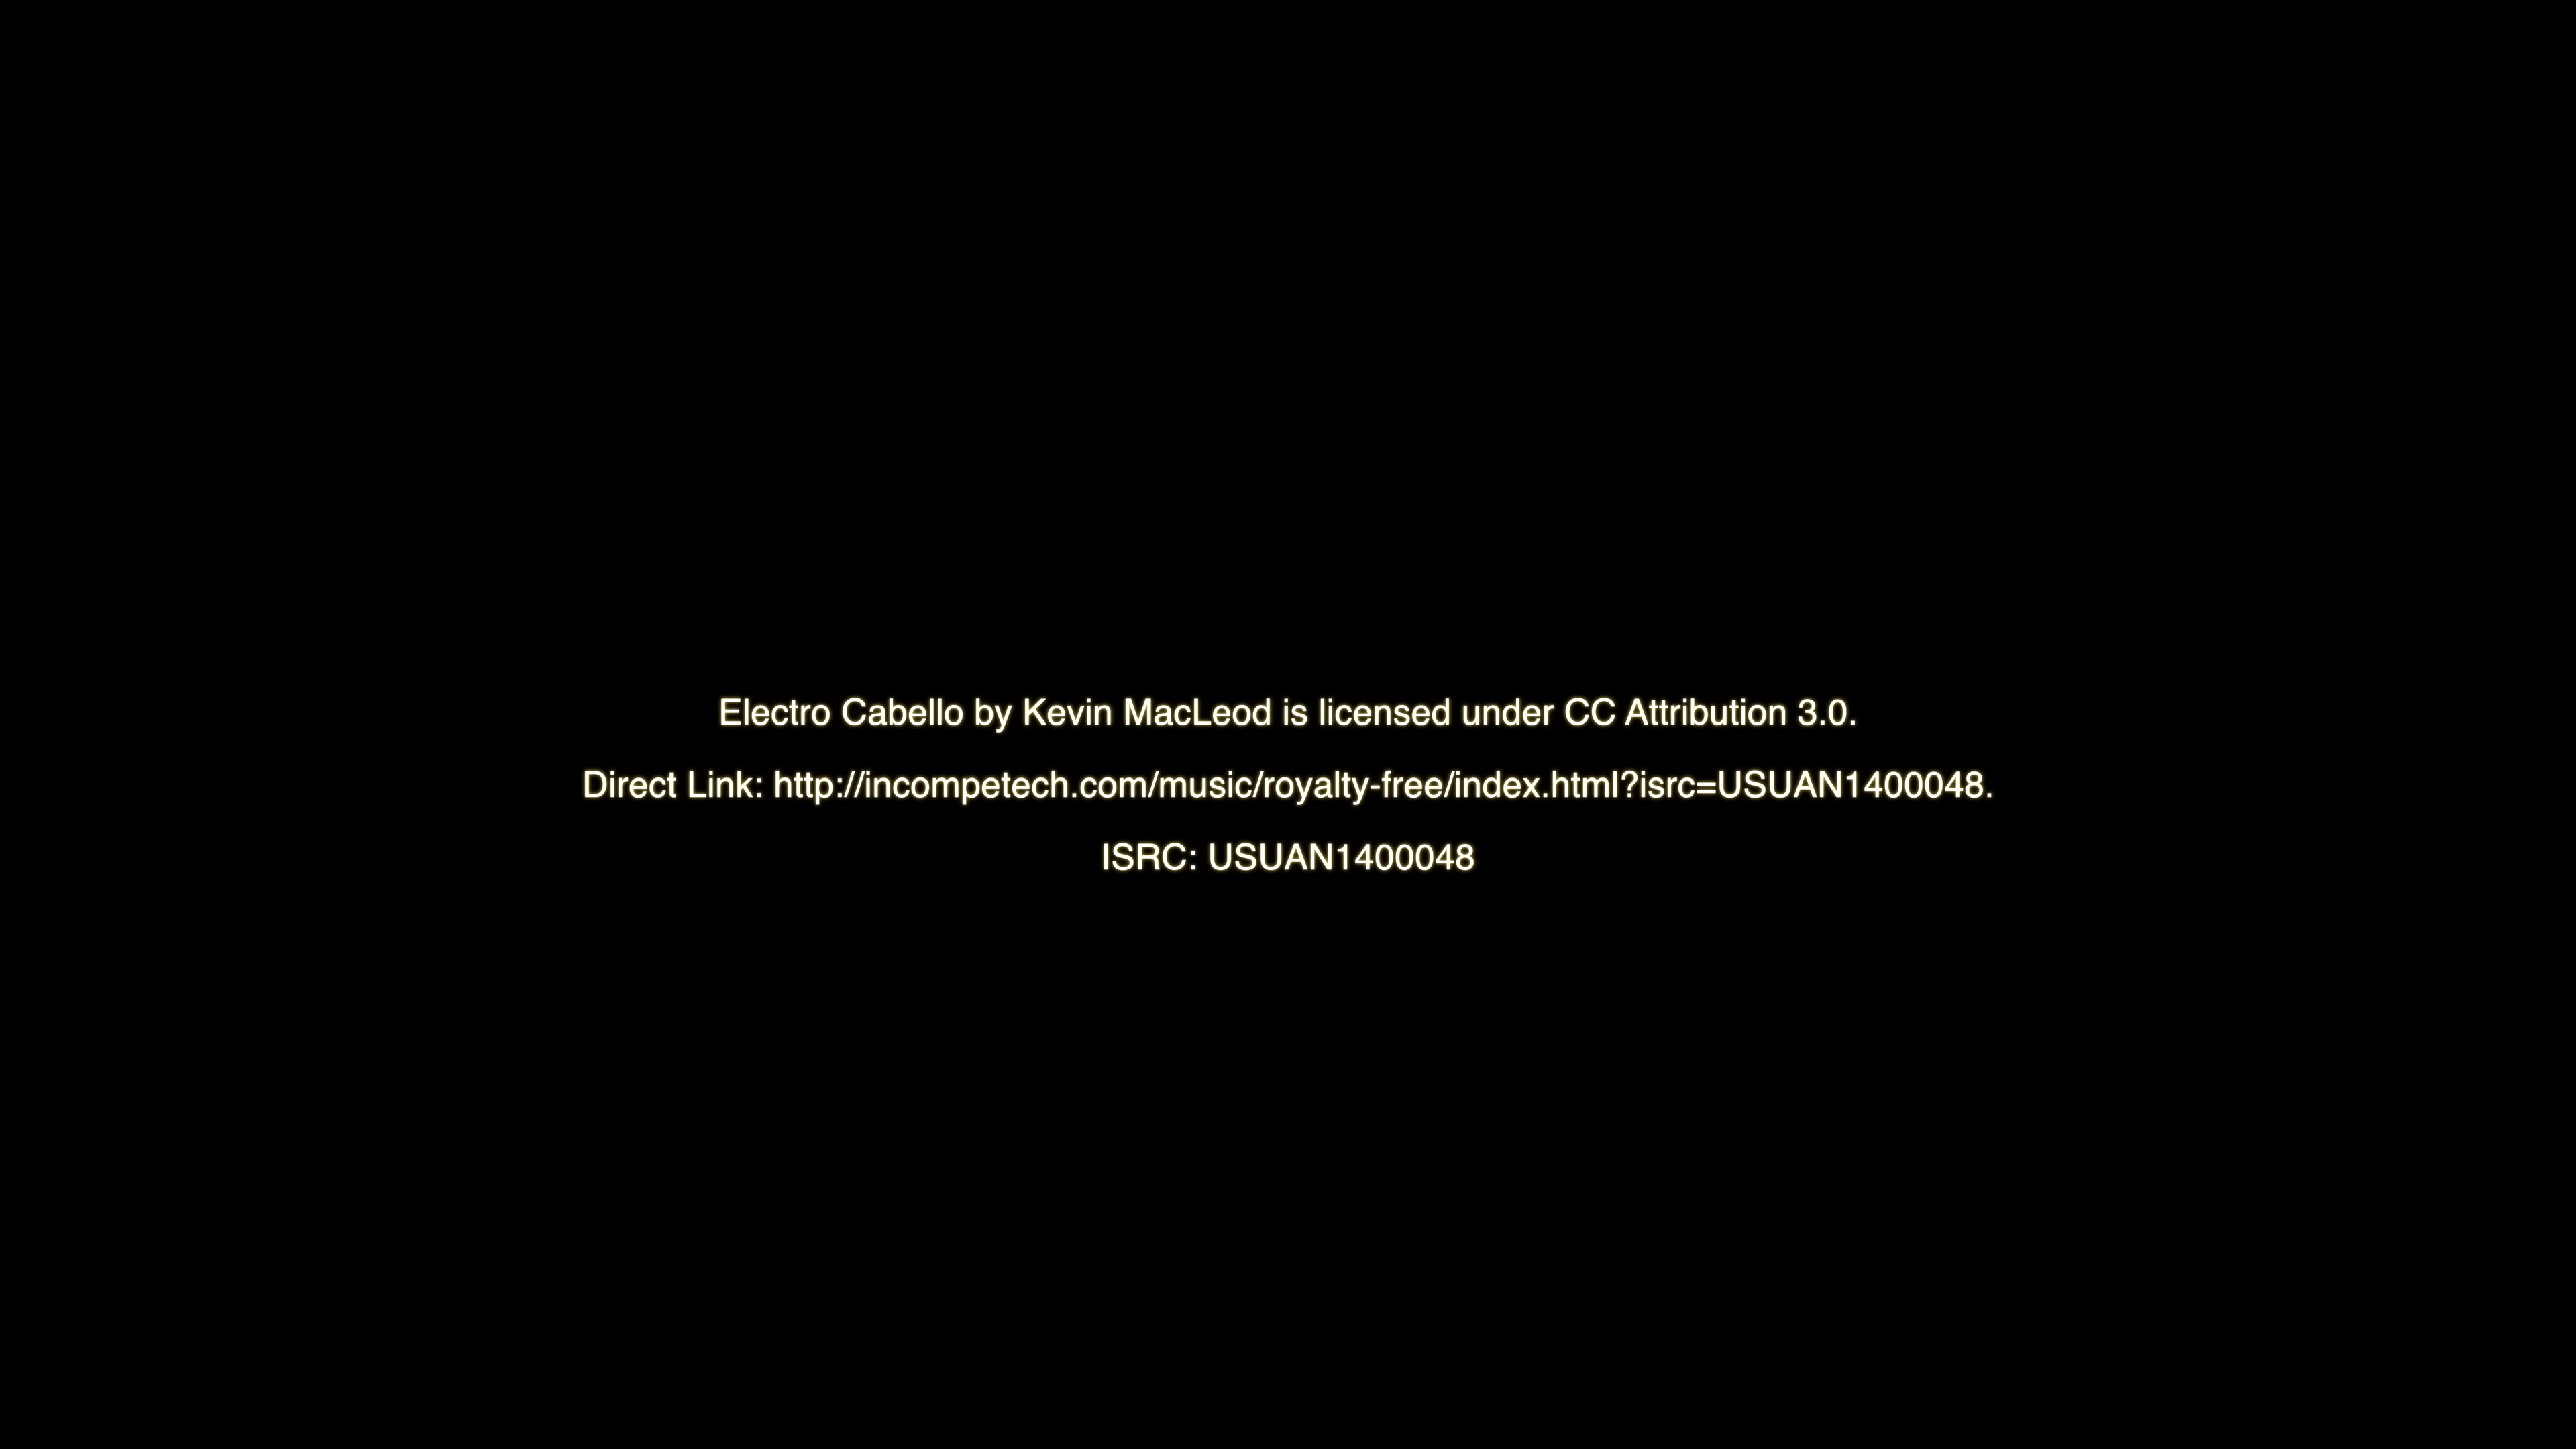 Electro Cabello by Kevin MacLeod is licensed under CC Attribution 3.0.
Direct Link: http://incompetech.com/music/royalty-free/index.html?isrc=USUAN1400048.
ISRC: USUAN1400048